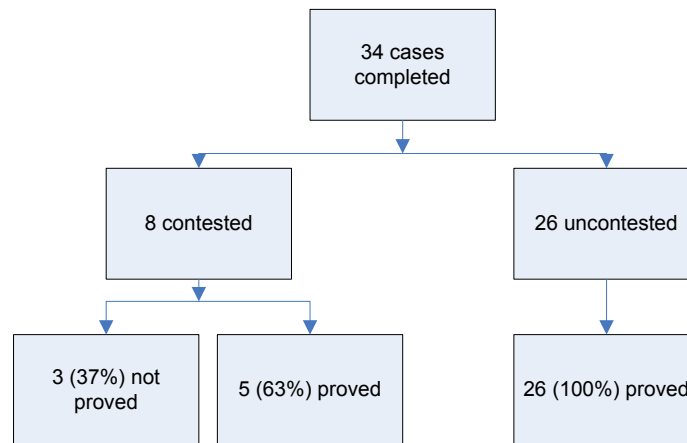 34 cases
completed
8 contested
26 uncontested
3 (37%) not
proved
5 (63%) proved
26 (100%) proved